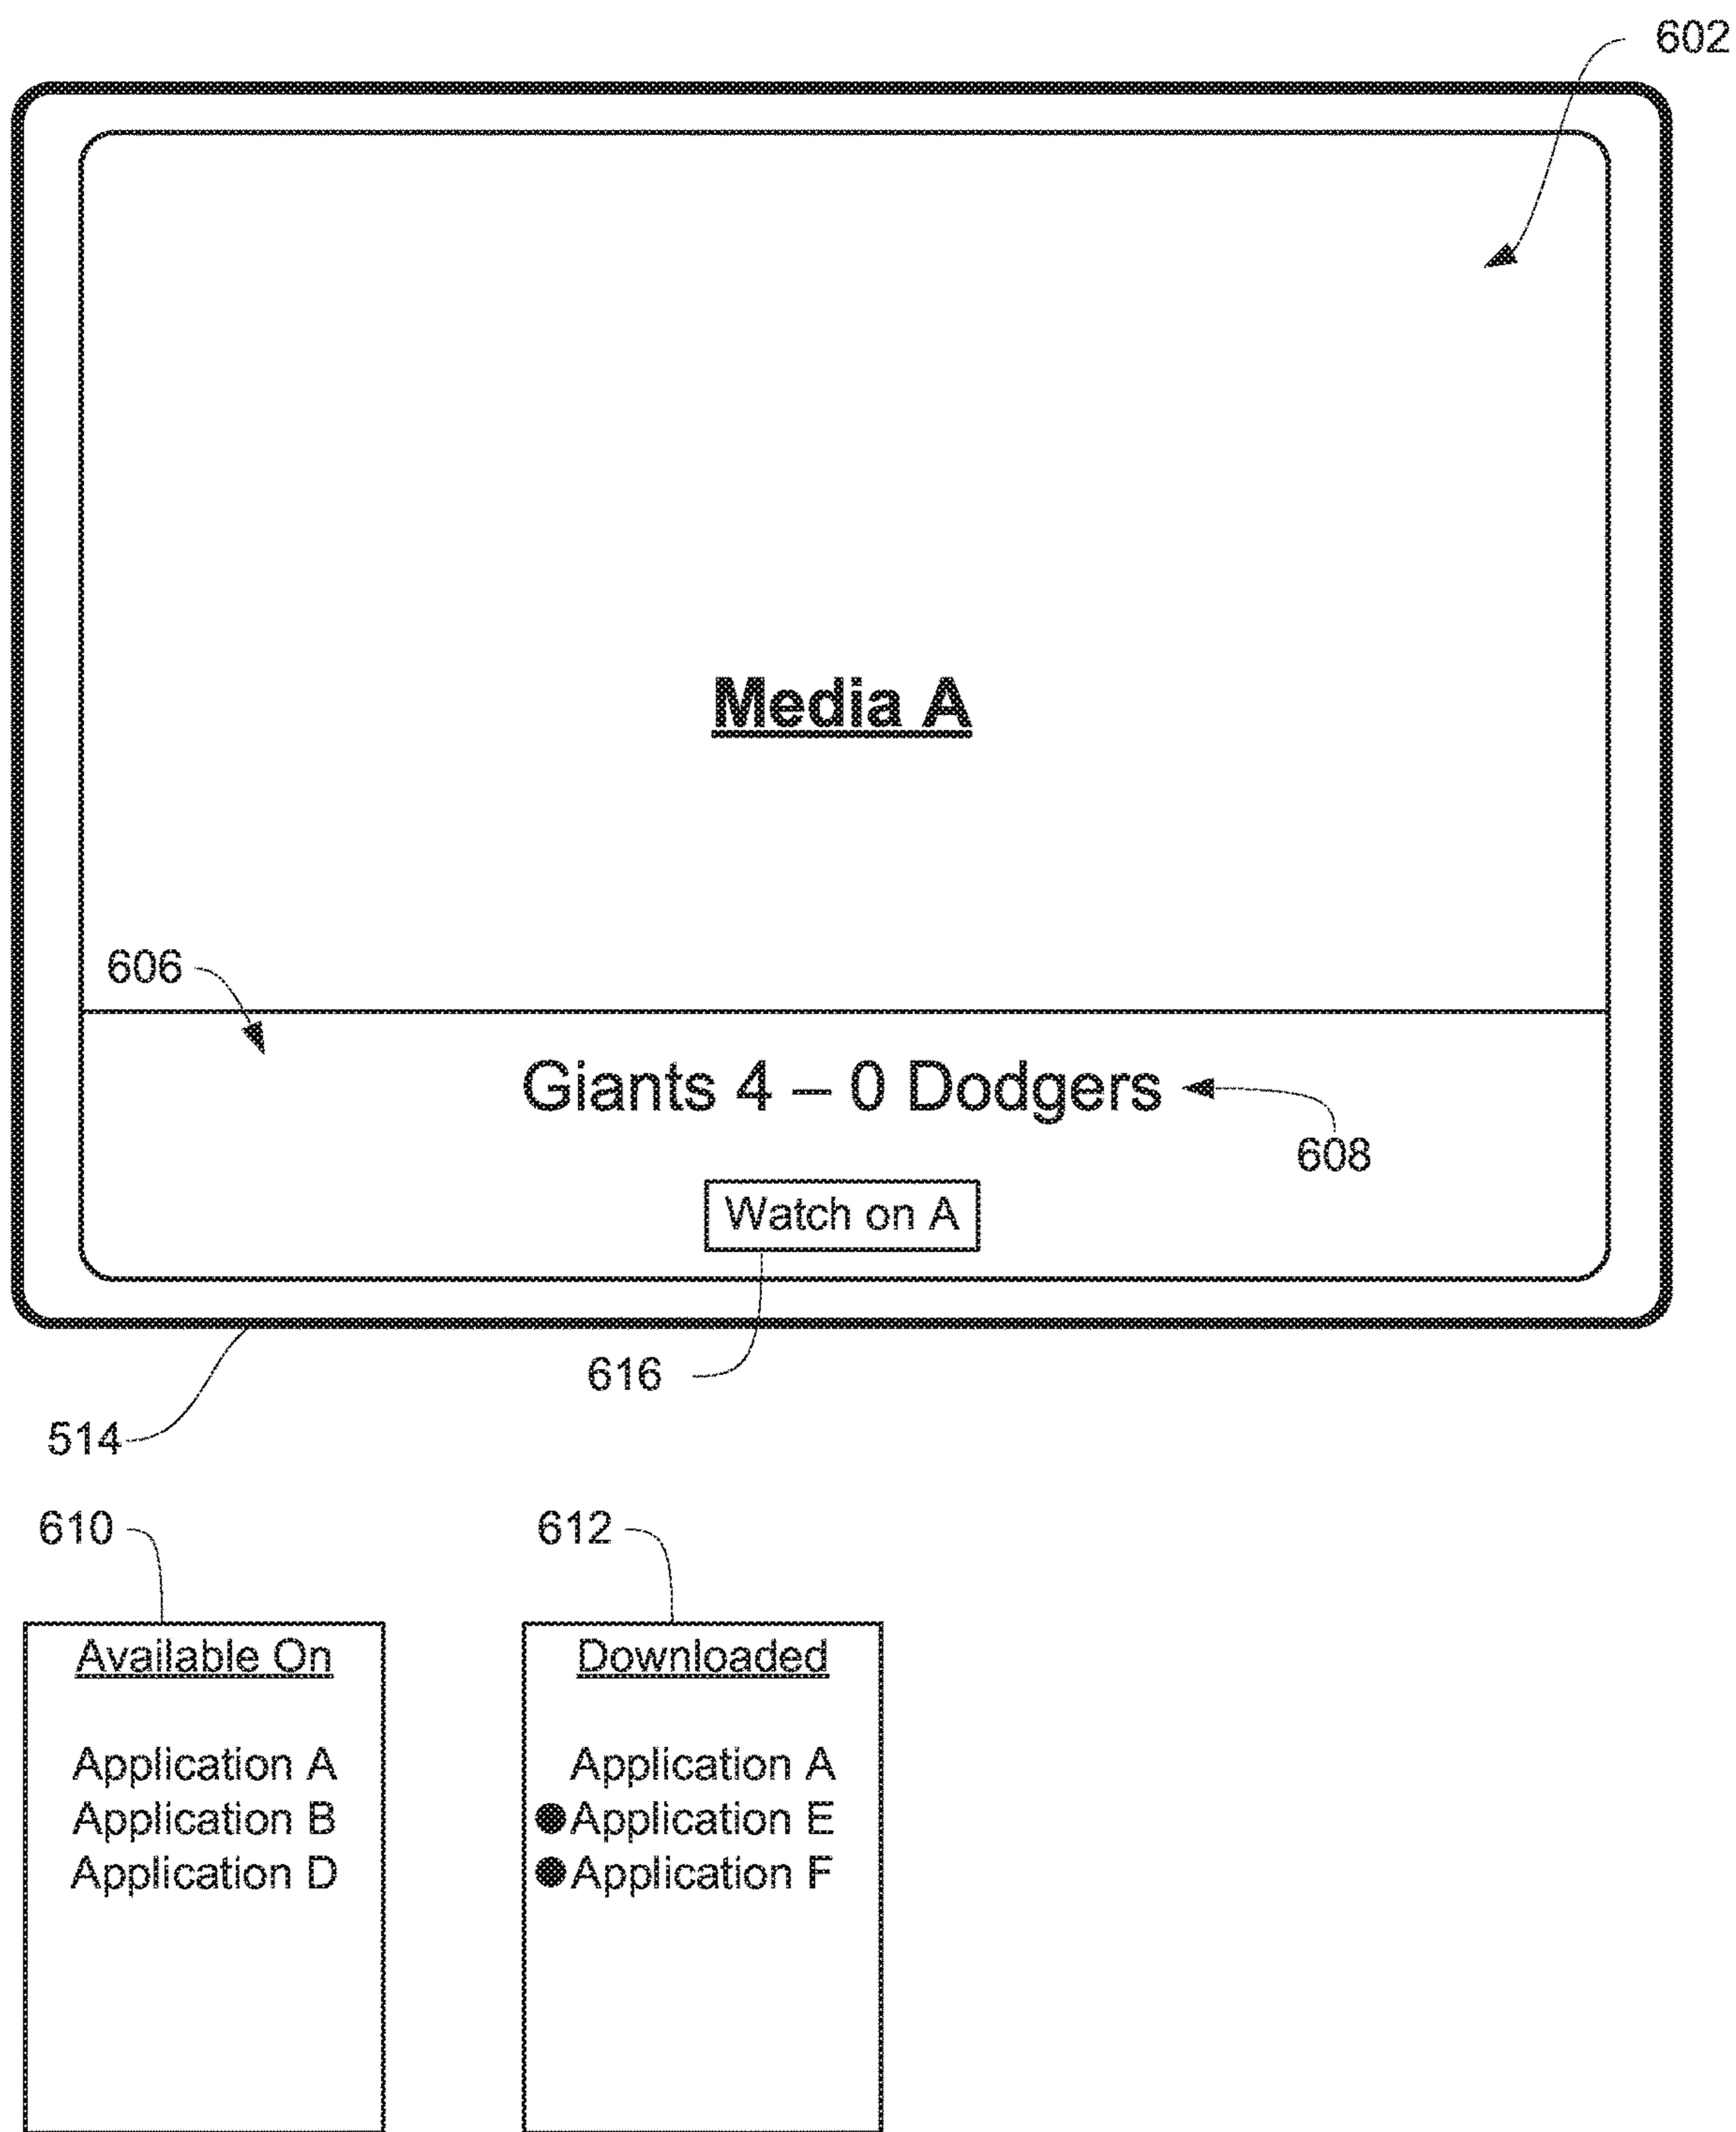 602
Media A
606
Giants 4 – 0 Dodgers
608
Watch on A
616
514
610
612
Available On
Application A
Application B
Application D
Downloaded
Application A
●Application E
●Application F